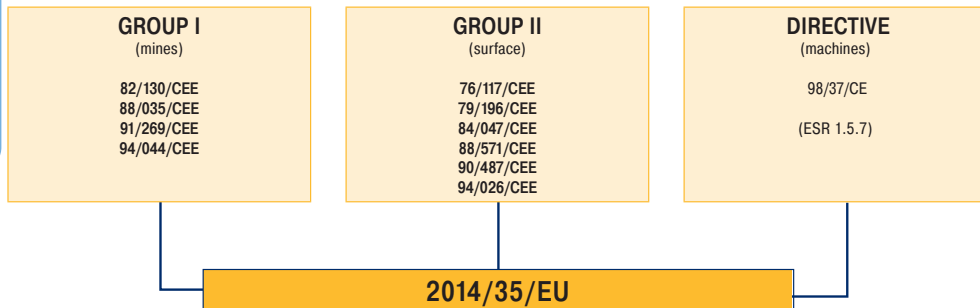 GROUP I
(mines)
82/130/CEE
88/035/CEE
91/269/CEE
94/044/CEE
GROUP II
(surface)
76/117/CEE
79/196/CEE
84/047/CEE
88/571/CEE
90/487/CEE
94/026/CEE
DIRECTIVE
(machines)
98/37/CE
(ESR 1.5.7)
2014/35/EU